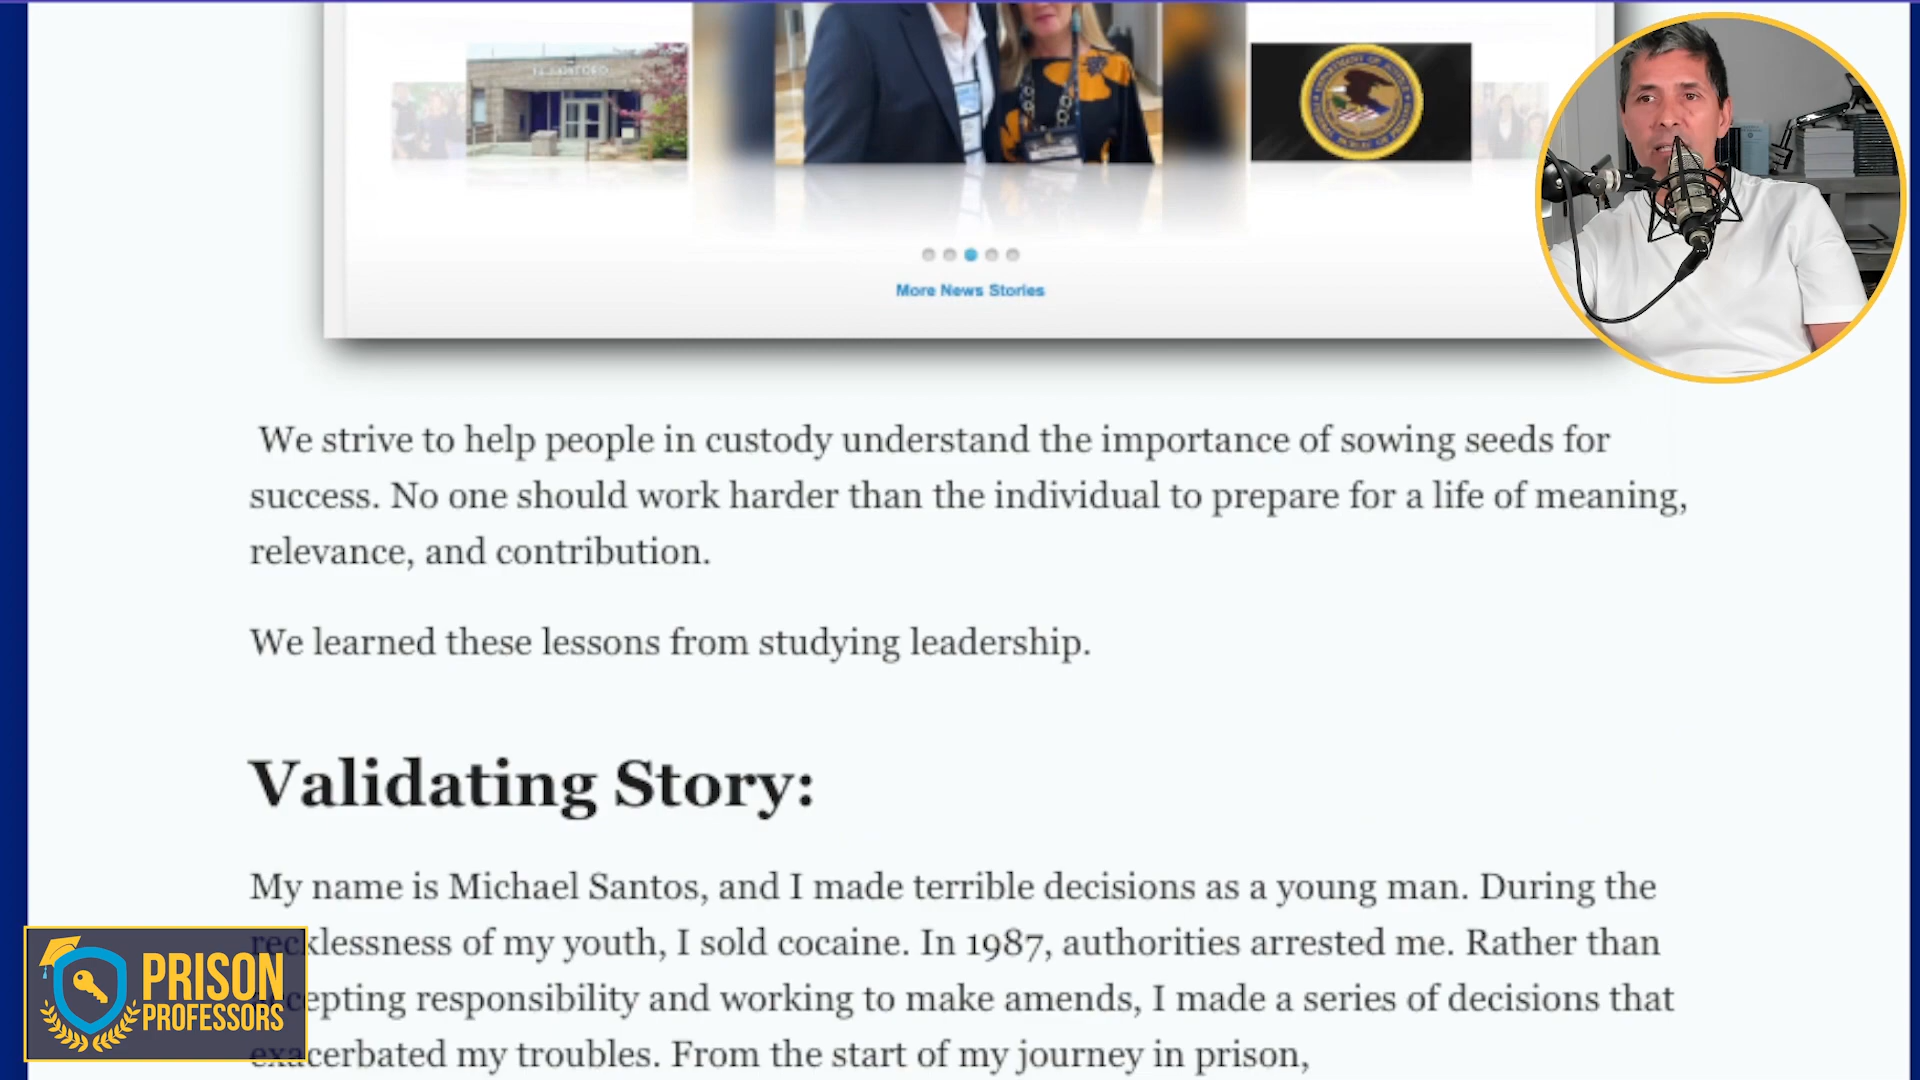 More News Stories
We strive to help people in custody understand the importance of sowing seeds for
success. No one should work harder than the individual to prepare for a life of meaning,
relevance, and contribution.
We learned these lessons from studying leadership.
Validating Story:
My name is Michael Santos, and I made terrible decisions as a young man. During the
recklessness of my youth, I sold cocaine. In 1987, authorities arrested me. Rather than
cepting responsibility and working to make amends, I made a series of decisions that
exacerbated my troubles. From the start of my journey in prison,
PRISON
PROFESSORS